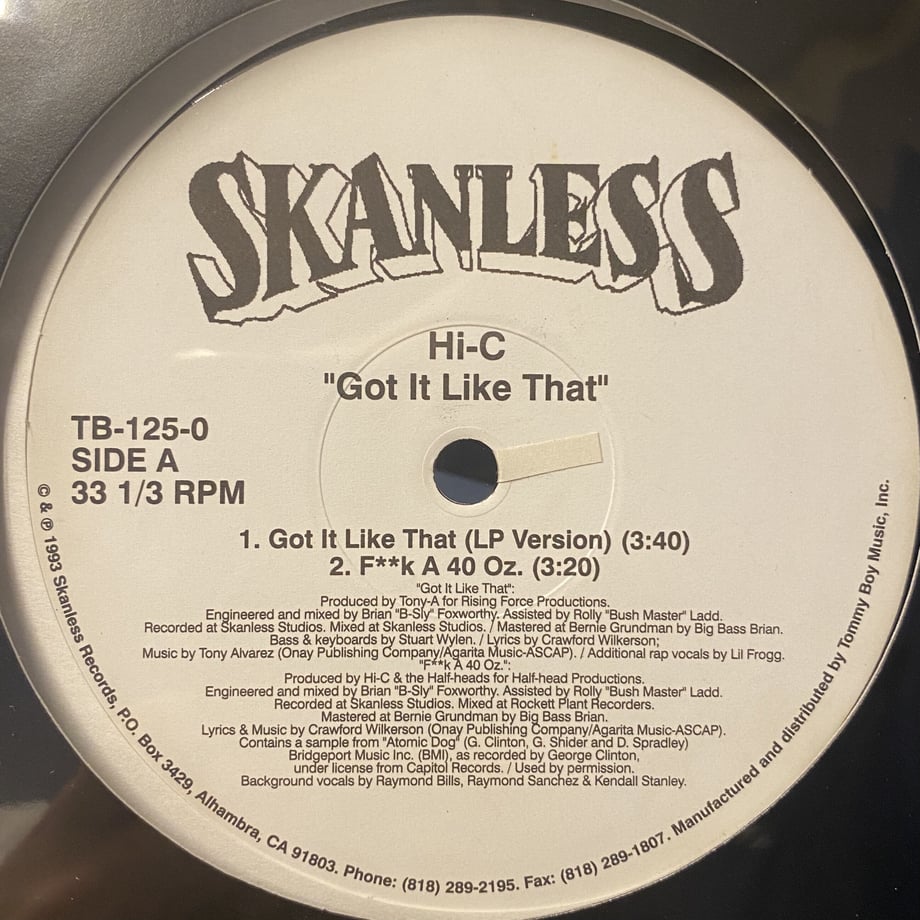 SKANLESS
Hi-C
"Got It Like That"
TB-125-0
SIDE A
33 1/3 RPM
1. Got It Like That (LP Version) (3:40)
2. F**k A 40 Oz. (3:20)
"Got It Like That":
Produced by Tony-A for Rising Force Productions.
Engineered and mixed by Brian "B-Sly" Foxworthy. Assisted by Rolly "Bush Master" Ladd.
Recorded at Skanless Studios. Mixed at Skanless Studios. / Mastered at Bernie Grundman by Big Bass Brian.
Bass & keyboards by Stuart Wylen. / Lyrics by Crawford Wilkerson;
Music by Tony Alvarez (Onay Publishing Company/Agarita Music-ASCAP). / Additional rap vocals by Lil Frogg.
"F**k A 40 Oz.":
Produced by Hi-C & the Half-heads for Half-head Productions.
Engineered and mixed by Brian "B-Sly" Foxworthy. Assisted by Rolly "Bush Master" Ladd.
Recorded at Skanless Studios. Mixed at Rockett Plant Recorders.
Mastered at Bernie Grundman by Big Bass Brian.
Lyrics & Music by Crawford Wilkerson (Onay Publishing Company/Agarita Music-ASCAP).
Contains a sample from "Atomic Dog" (G. Clinton, G. Shider and D. Spradley)
Bridgeport Music Inc. (BMI), as recorded by George Clinton,
under license from Capitol Records. / Used by permission.
Background vocals by Raymond Bills, Raymond Sanchez & Kendall Stanley.
© & ℗ 1993 Skanless Records, P.O. Box 3429, Alhambra, CA 91803. Phone: (818) 289-2195. Fax: (818) 289-1807. Manufactured and distributed by Tommy Boy Music, Inc.